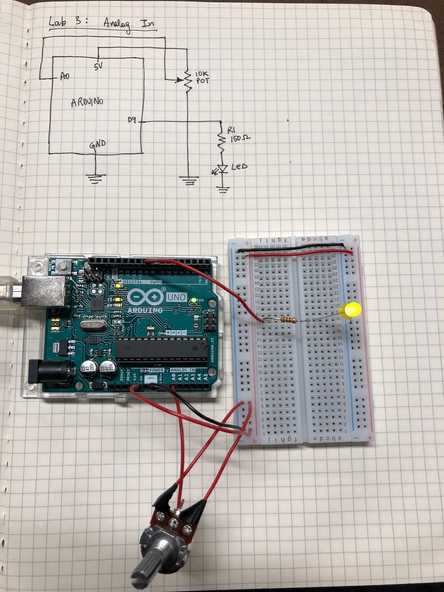 Lab 3: Analog In
5V
A0
10K
POT
ARDUINO
D9
R1
150Ω
GND
LED
UNO
ARDUINO